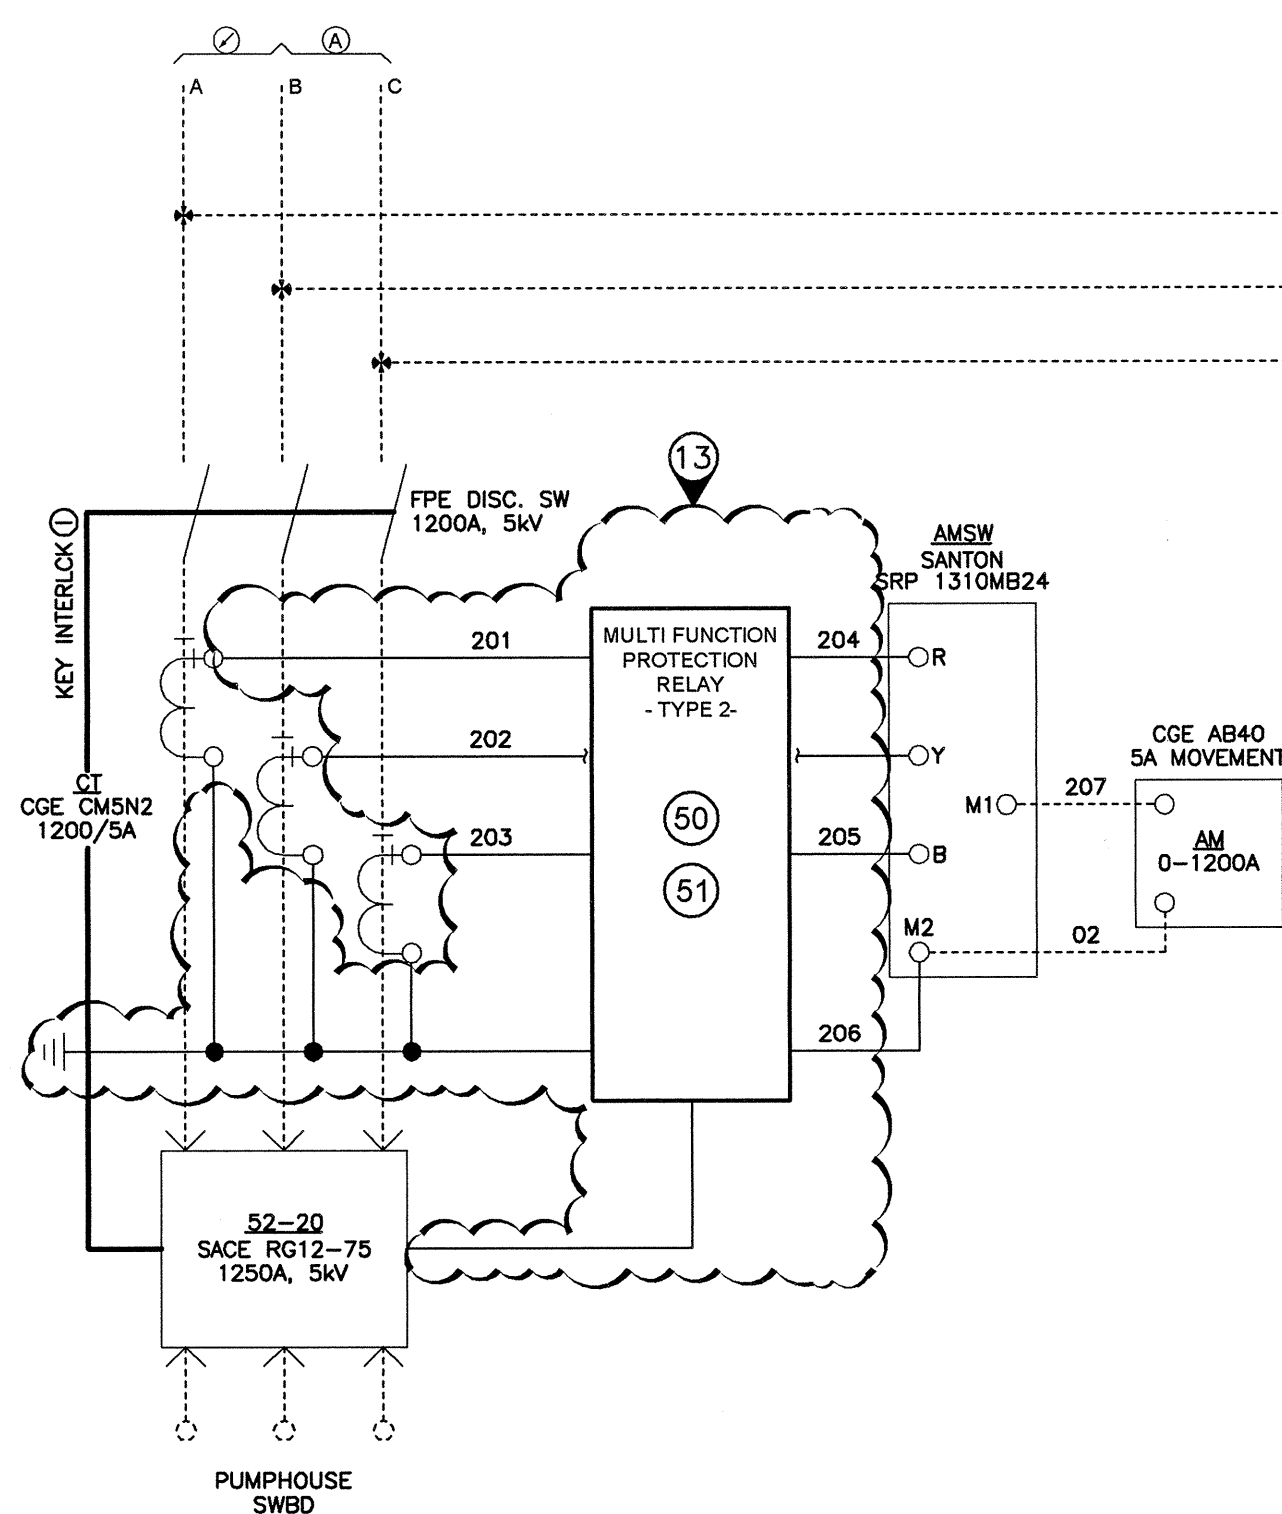 A
A B C
13
FPE DISC. SW
1200A, 5kV
KEY INTERLCK 1
AMSW
SANTON
SRP 1310MB24
201
MULTI FUNCTION
PROTECTION
RELAY
- TYPE 2-
204
R
202
Y
CGE AB40
5A MOVEMENT
CT
CGE CM5N2
1200/5A
50
M1
207
203
205
B
AM
0-1200A
51
M2
02
206
52-20
SACE RG12-75
1250A, 5kV
PUMPHOUSE
SWBD